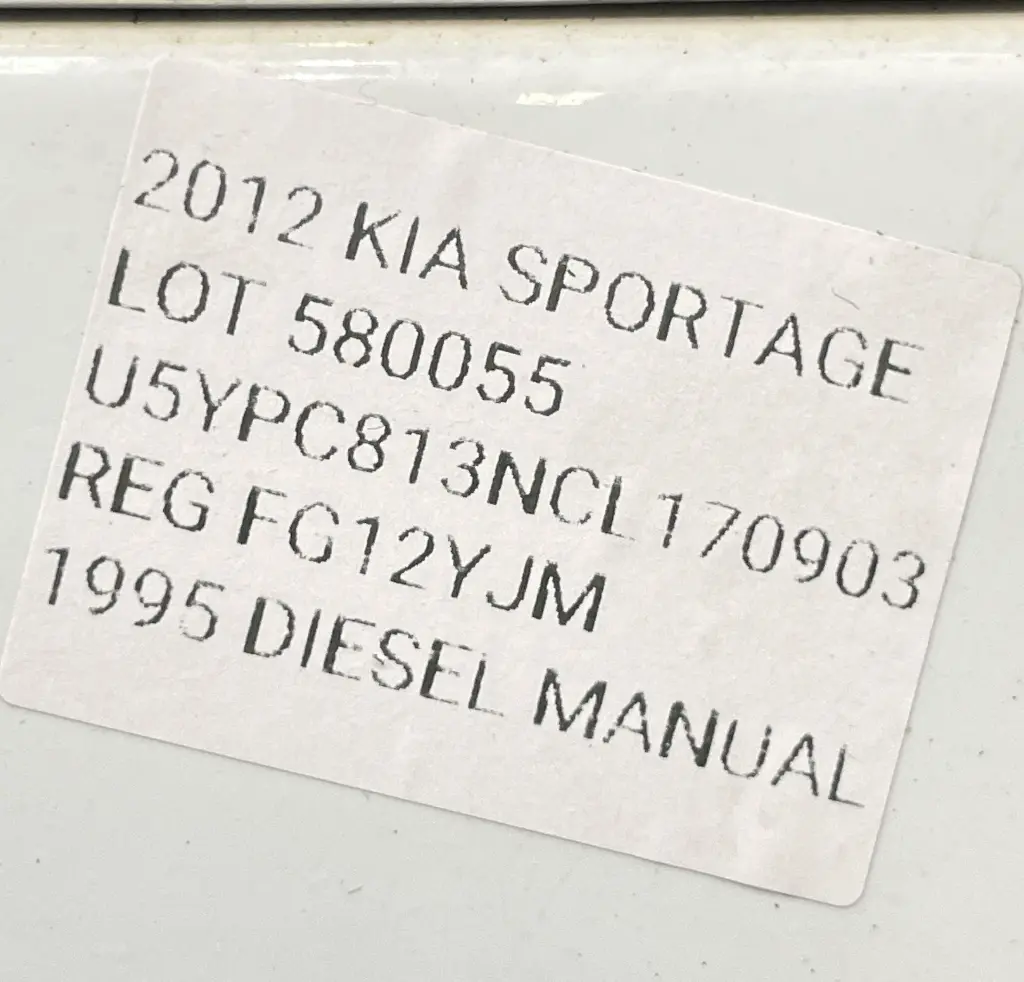 2012 KIA SPORTAGE
LOT 580055
U5YPC813NCL170903
REG FG12YJM
1995 DIESEL MANUAL